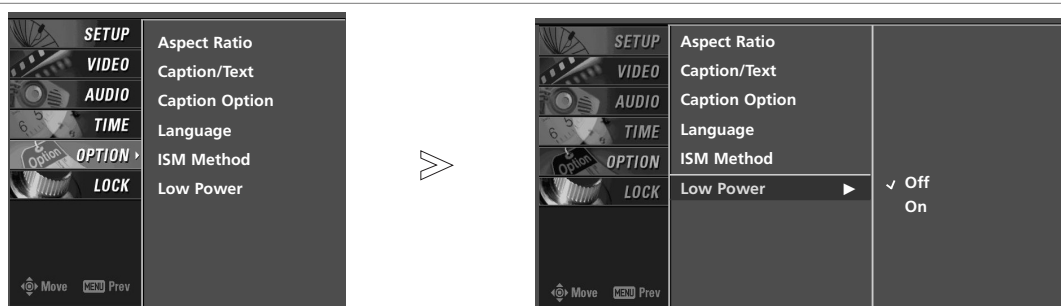 SETUP
VIDEO
AUDIO
TIME
OPTION
LOCK
Aspect Ratio
Caption/Text
Caption Option
Language
ISM Method
Low Power
Move MENU Prev
SETUP
VIDEO
AUDIO
TIME
OPTION
LOCK
Aspect Ratio
Caption/Text
Caption Option
Language
ISM Method
Low Power
Off
On
Move MENU Prev